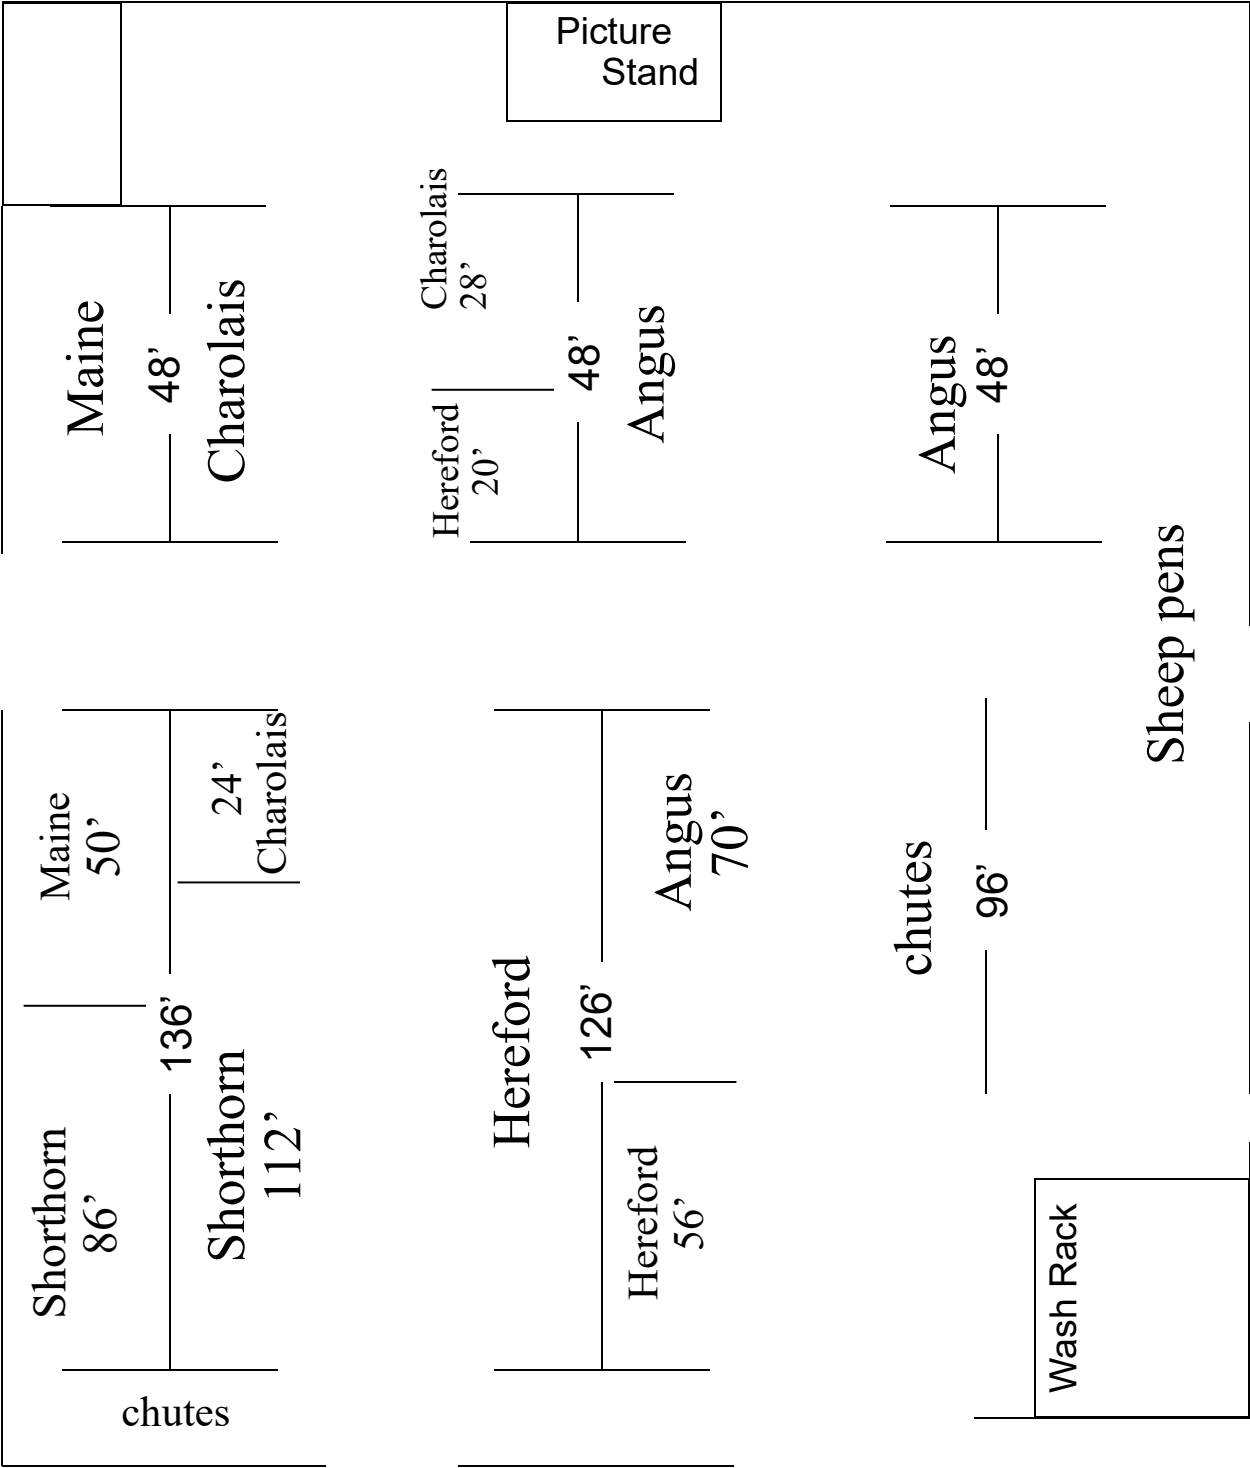 Picture
Stand
Maine
48’
Charolais
Charolais
28’
Hereford
20’
48’
Angus
Angus
48’
Sheep pens
Maine
50’
24’
Charolais
Shorthorn
86’
136’
Shorthorn
112’
Hereford
126’
Angus
70’
Hereford
56’
chutes
96’
Wash Rack
chutes